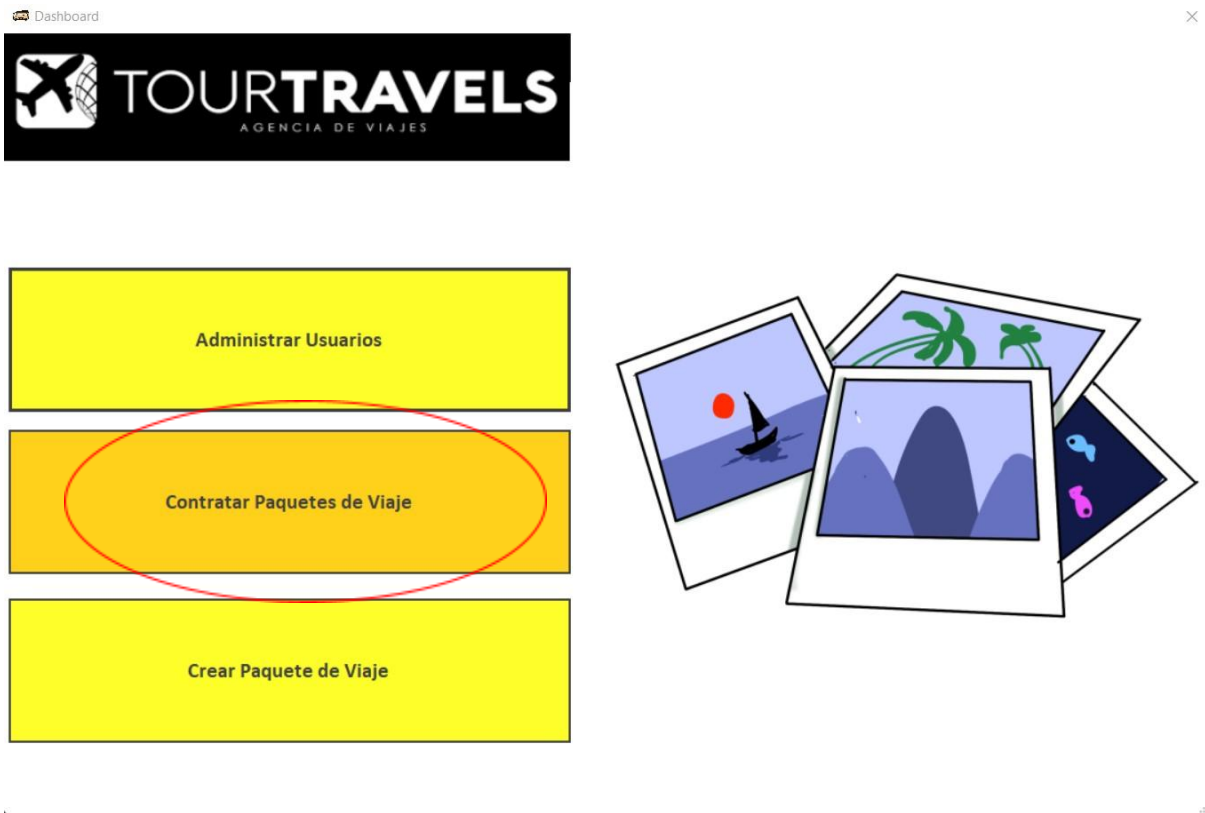 Dashboard
TOURTRAVELS
AGENCIA DE VIAJES
Administrar Usuarios
Contratar Paquetes de Viaje
Crear Paquete de Viaje